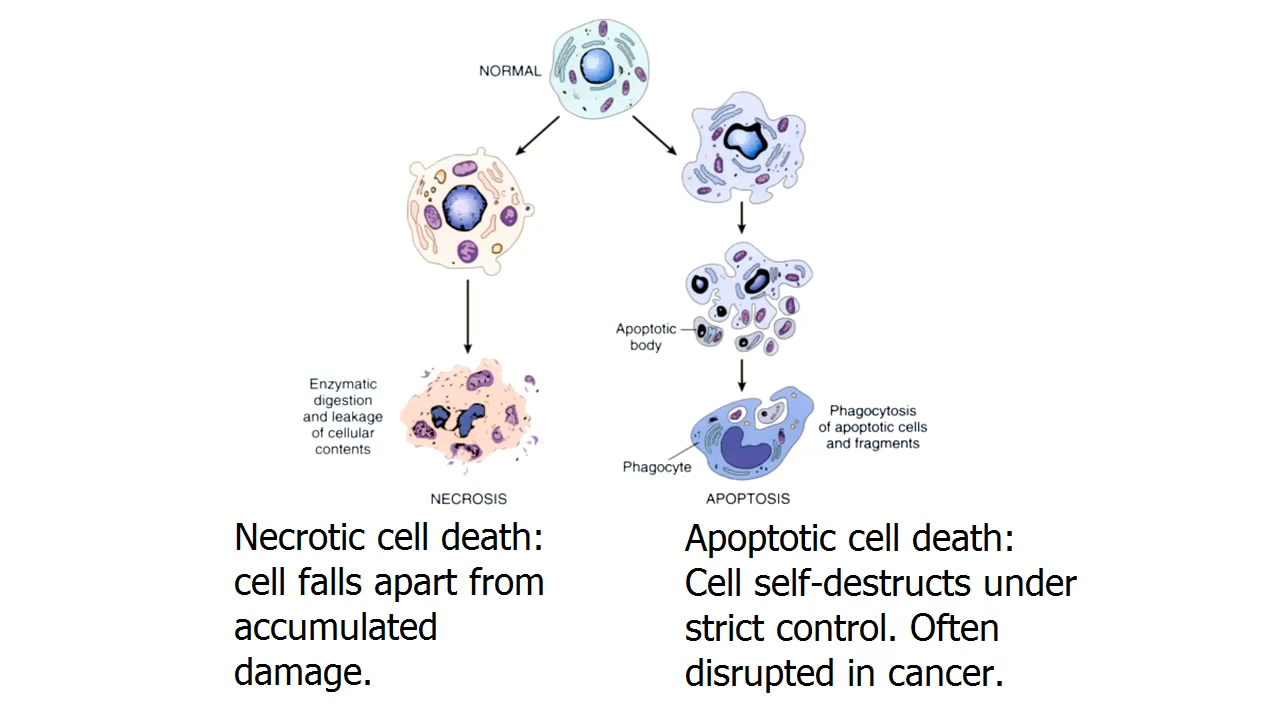 NORMAL
Apoptotic
body
Enzymatic
digestion
and leakage
of cellular
contents
Phagocytosis
of apoptotic cells
and fragments
Phagocyte
NECROSIS
APOPTOSIS
Necrotic cell death:
cell falls apart from
accumulated
damage.
Apoptotic cell death:
Cell self-destructs under
strict control. Often
disrupted in cancer.